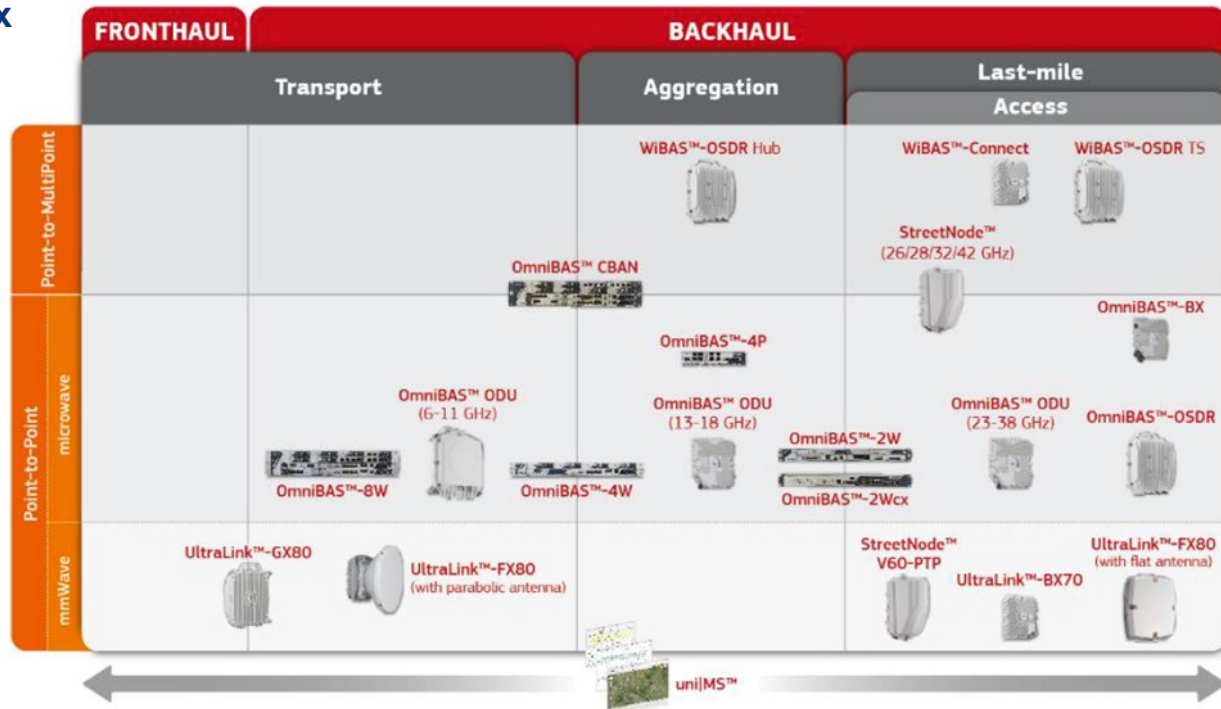 x
FRONTHAUL
BACKHAUL
Transport
Aggregation
Last-mile
Access
Point-to-MultiPoint
WiBAS™-OSDR Hub
WiBAS™-Connect
WiBAS™-OSDR TS
StreetNode™
(26/28/32/42 GHz)
OmniBAS™ CBAN
Point-to-Point
microwave
OmniBAS™-BX
OmniBAS™-4P
OmniBAS™ ODU
(6-11 GHz)
OmniBAS™ ODU
(13-18 GHz)
OmniBAS™ ODU
(23-38 GHz)
OmniBAS™-OSDR
OmniBAS™-2W
OmniBAS™-8W
OmniBAS™-4W
OmniBAS™-2Wcx
mmWave
UltraLink™-GX80
UltraLink™-FX80
(with parabolic antenna)
StreetNode™
V60-PTP
UltraLink™-BX70
UltraLink™-FX80
(with flat antenna)
uni|MS™